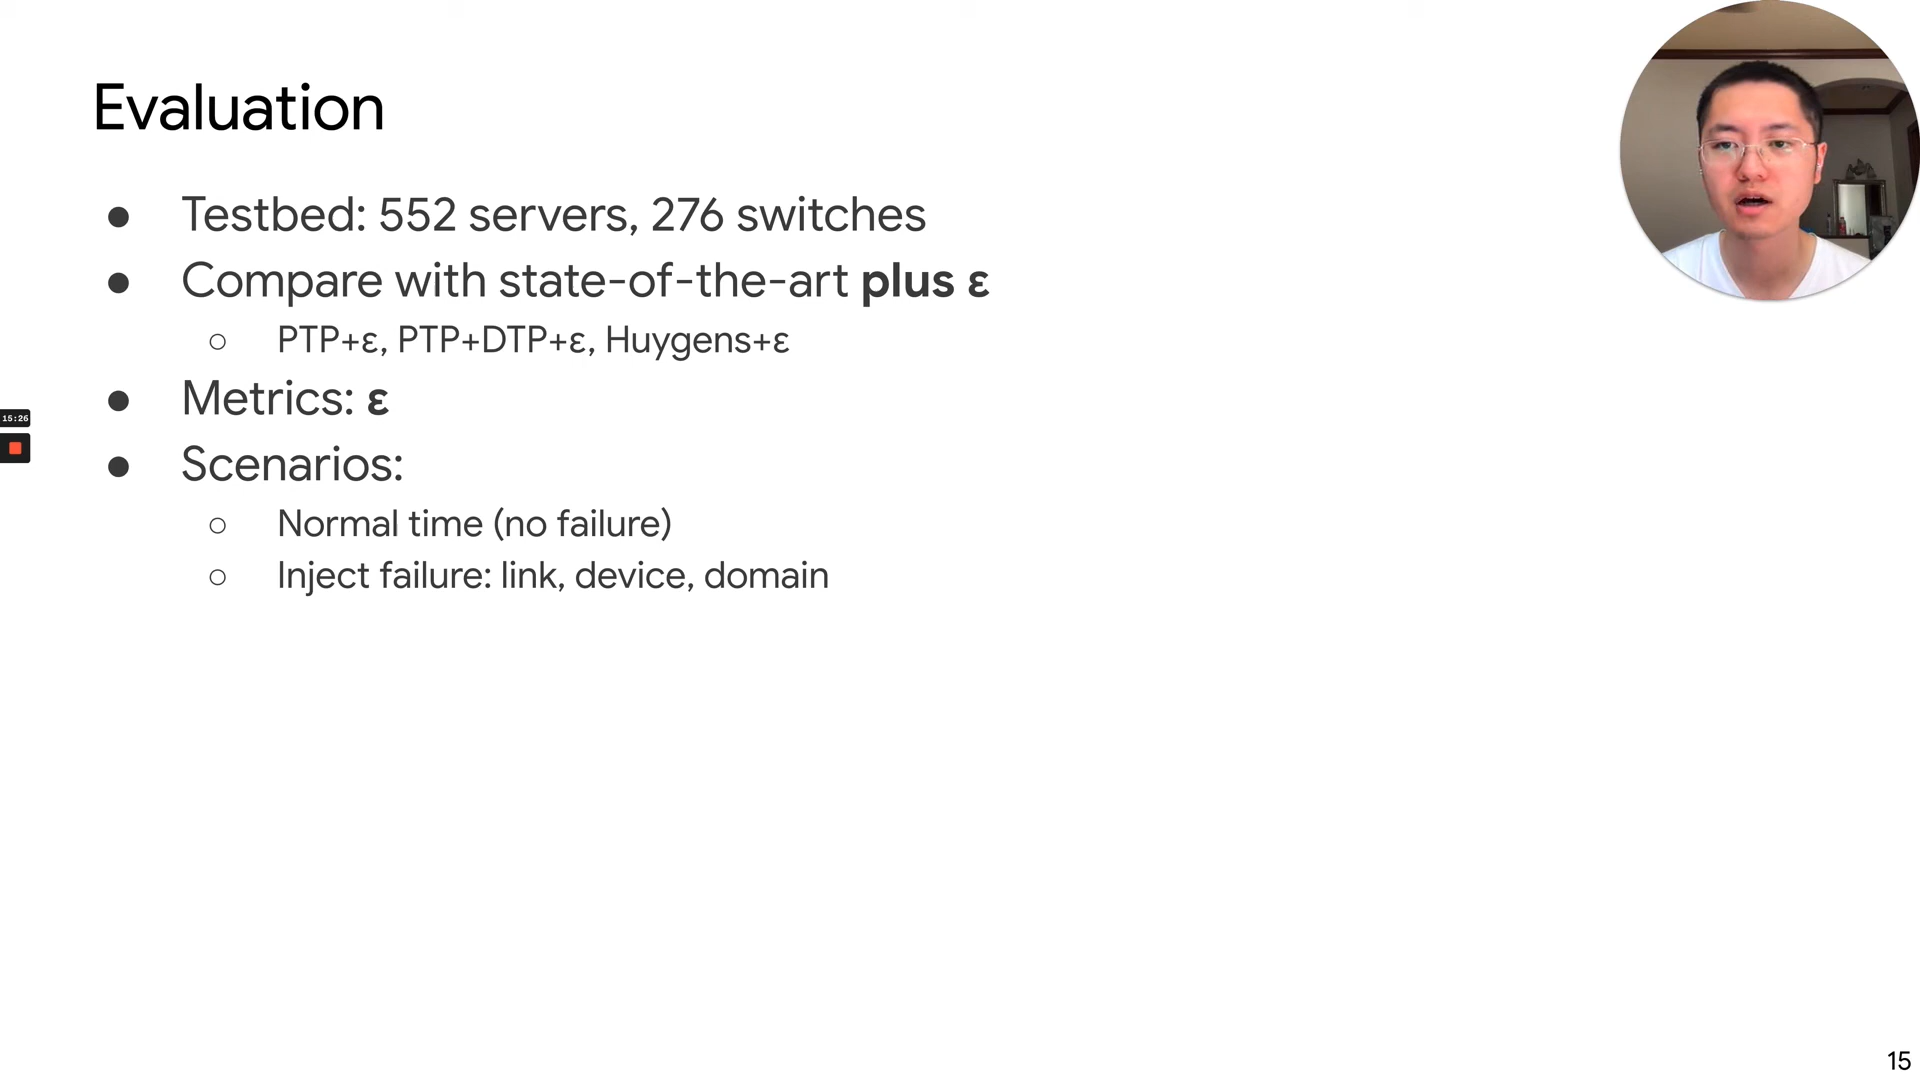 Evaluation
● Testbed: 552 servers, 276 switches
● Compare with state-of-the-art plus ε
○ PTP+ε, PTP+DTP+ε, Huygens+ε
● Metrics: ε
15:26
● Scenarios:
○ Normal time (no failure)
○ Inject failure: link, device, domain
15